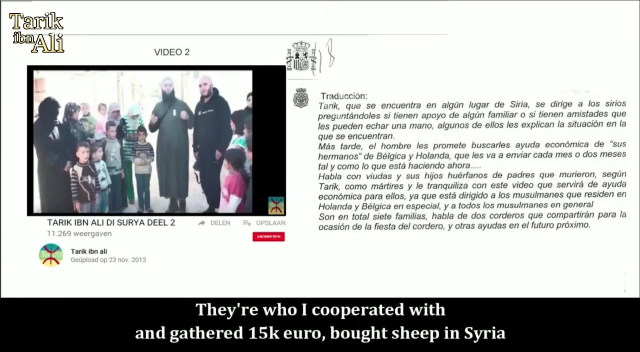 Tarik
ibn
Ali
VIDEO 2
TARIK IBN ALI DI SURYA DEEL 2
DELEN
OPSLAAN
11.269 weergaven
ABONNEREN
Tarik ibn ali
Geüpload op 23 nov. 2013
Traducción:
Tarik, que se encuentra en algún lugar de Siria, se dirige a los sirios
preguntándoles si tienen apoyo de algún familiar o si tienen amistades que
les pueden echar una mano, algunos de ellos les explican la situación en la
que se encuentran.
Más tarde, el hombre les promete buscarles ayuda económica de “sus
hermanos” de Bélgica y Holanda, que les va a enviar cada mes o dos meses
tal y como lo que está haciendo ahora….
Habla con viudas y sus hijos huérfanos de padres que murieron, según
Tarik, como mártires y le tranquiliza con este video que servirá de ayuda
económica para ellos, ya que está dirigido a los musulmanes que residen en
Holanda y Bélgica en especial, y a todos los musulmanes en general
Son en total siete familias, habla de dos corderos que compartirán para la
ocasión de la fiesta del cordero, y otras ayudas en el futuro próximo.
They're who I cooperated with
and gathered 15k euro, bought sheep in Syria